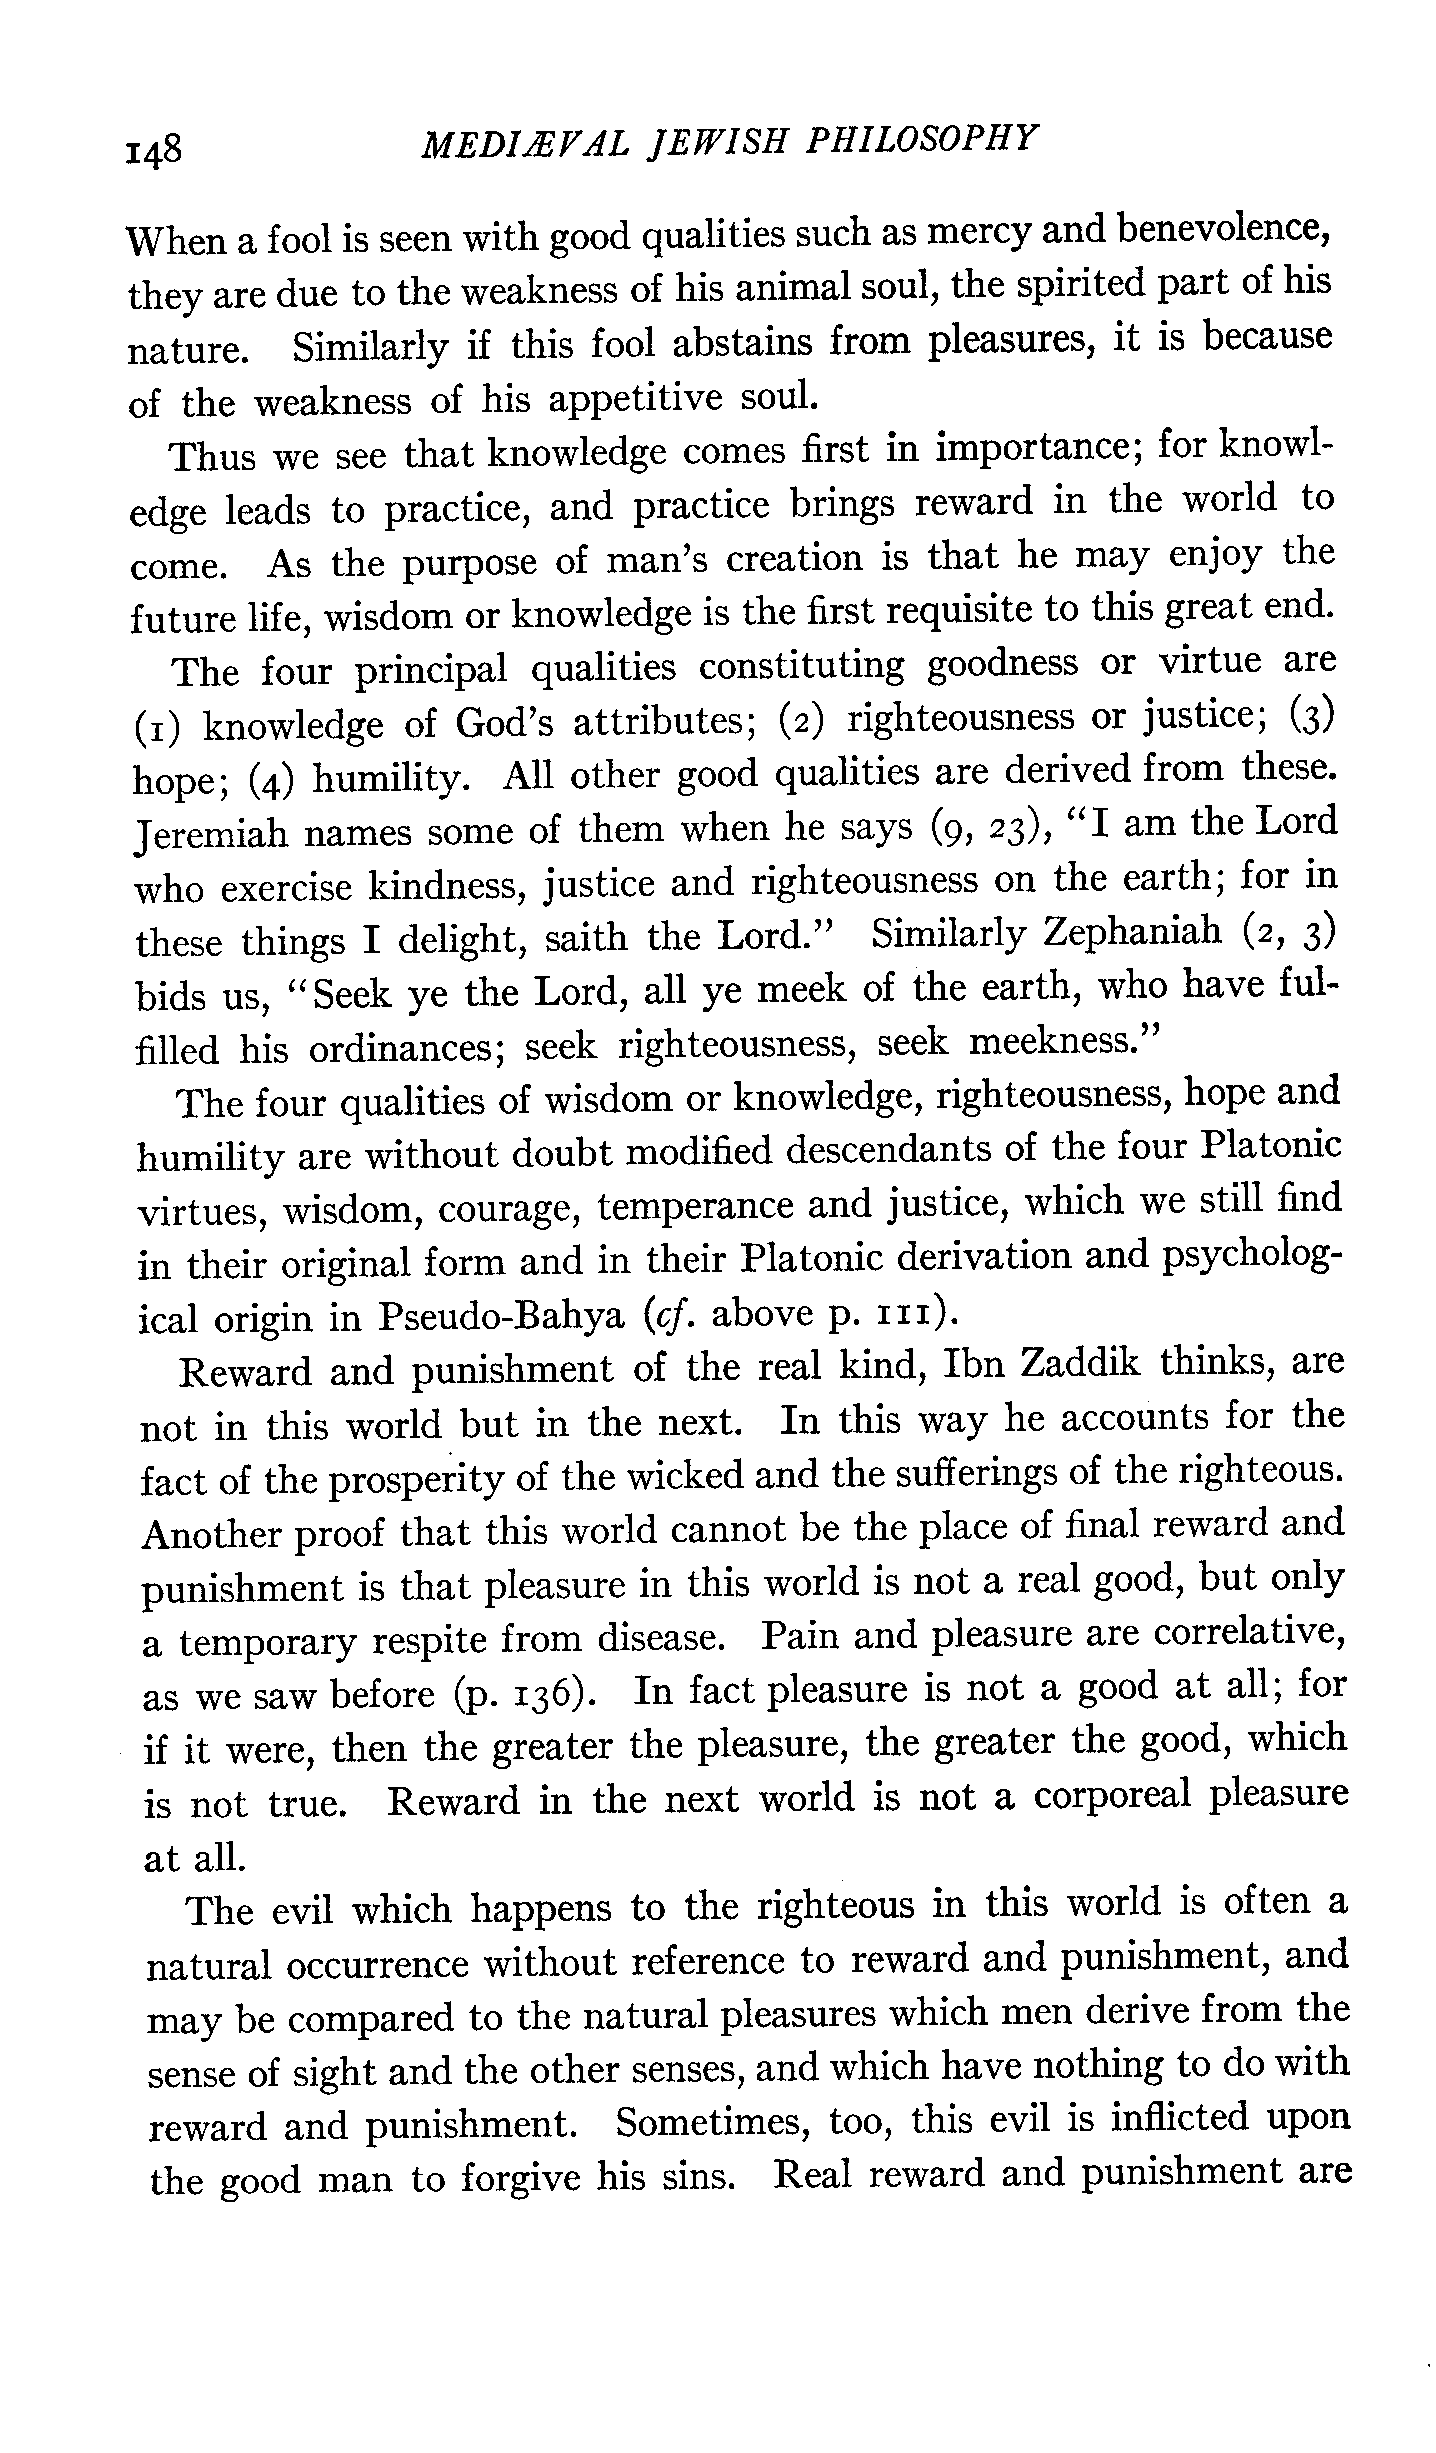 148 MEDIÆVAL JEWISH PHILOSOPHY
When a fool is seen with good qualities such as mercy and benevolence,
they are due to the weakness of his animal soul, the spirited part of his
nature. Similarly if this fool abstains from pleasures, it is because
of the weakness of his appetitive soul.
Thus we see that knowledge comes first in importance; for knowl-
edge leads to practice, and practice brings reward in the world to
come. As the purpose of man's creation is that he may enjoy the
future life, wisdom or knowledge is the first requisite to this great end.
The four principal qualities constituting goodness or virtue are
(1) knowledge of God's attributes; (2) righteousness or justice; (3)
hope; (4) humility. All other good qualities are derived from these.
Jeremiah names some of them when he says (9, 23), "I am the Lord
who exercise kindness, justice and righteousness on the earth; for in
these things I delight, saith the Lord." Similarly Zephaniah (2, 3)
bids us, "Seek ye the Lord, all ye meek of the earth, who have ful-
filled his ordinances; seek righteousness, seek meekness."
The four qualities of wisdom or knowledge, righteousness, hope and
humility are without doubt modified descendants of the four Platonic
virtues, wisdom, courage, temperance and justice, which we still find
in their original form and in their Platonic derivation and psycholog-
ical origin in Pseudo-Bahya (cf. above p. 111).
Reward and punishment of the real kind, Ibn Zaddik thinks, are
not in this world but in the next. In this way he accounts for the
fact of the prosperity of the wicked and the sufferings of the righteous.
Another proof that this world cannot be the place of final reward and
punishment is that pleasure in this world is not a real good, but only
a temporary respite from disease. Pain and pleasure are correlative,
as we saw before (p. 136). In fact pleasure is not a good at all; for
if it were, then the greater the pleasure, the greater the good, which
is not true. Reward in the next world is not a corporeal pleasure
at all.
The evil which happens to the righteous in this world is often a
natural occurrence without reference to reward and punishment, and
may be compared to the natural pleasures which men derive from the
sense of sight and the other senses, and which have nothing to do with
reward and punishment. Sometimes, too, this evil is inflicted upon
the good man to forgive his sins. Real reward and punishment are